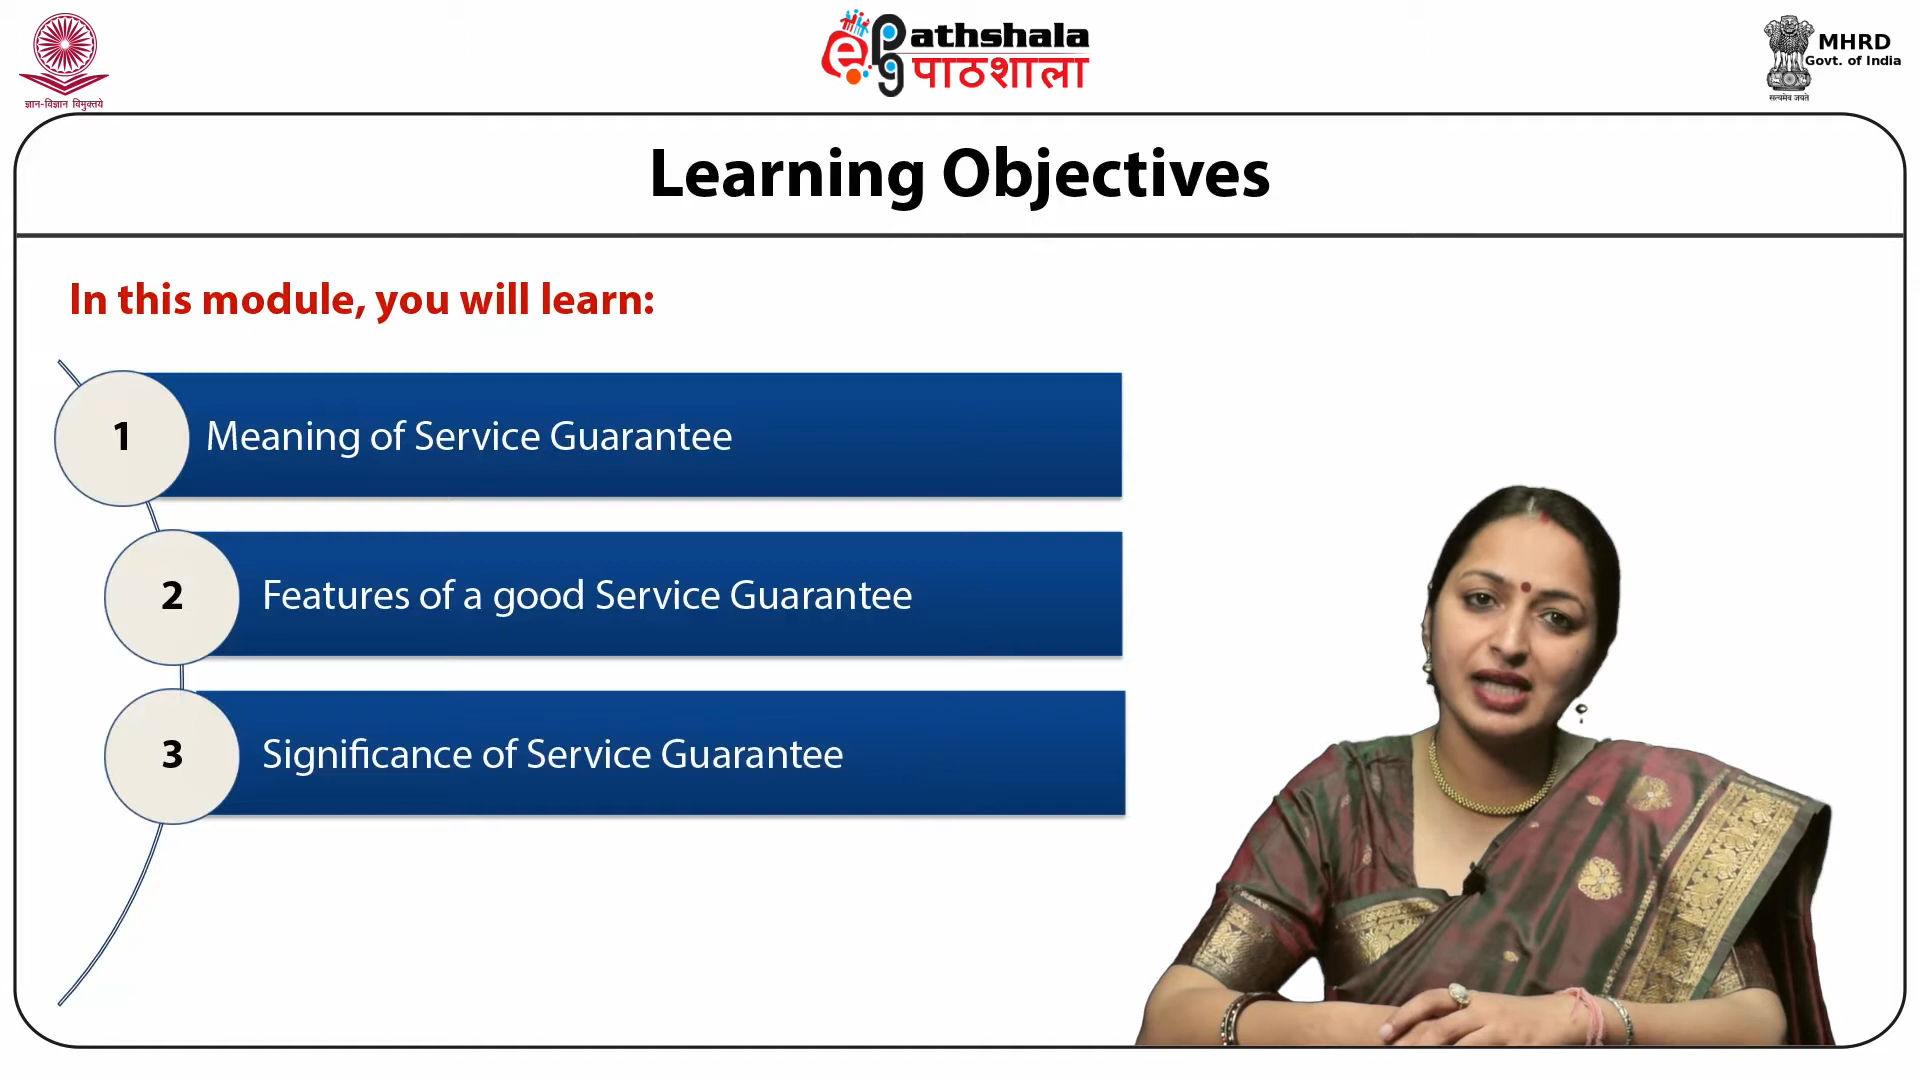 ज्ञान-विज्ञान विमुक्तये
ePG athshala
पाठशाला
MHRD
Govt. of India
सत्यमेव जयते
Learning Objectives
In this module, you will learn:
1 Meaning of Service Guarantee
2 Features of a good Service Guarantee
3 Significance of Service Guarantee